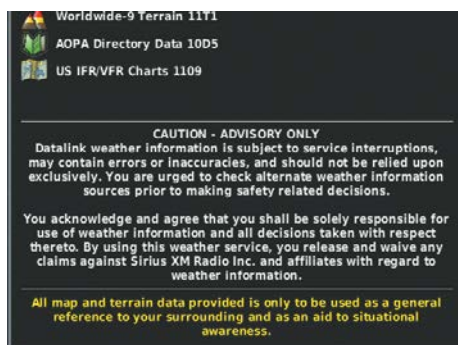 Worldwide-9 Terrain 11T1
AOPA Directory Data 10D5
US IFR/VFR Charts 1109
CAUTION - ADVISORY ONLY
Datalink weather information is subject to service interruptions,
may contain errors or inaccuracies, and should not be relied upon
exclusively. You are urged to check alternate weather information
sources prior to making safety related decisions.
You acknowledge and agree that you shall be solely responsible for
use of weather information and all decisions taken with respect
thereto. By using this weather service, you release and waive any
claims against Sirius XM Radio Inc. and affiliates with regard to
weather information.
All map and terrain data provided is only to be used as a general
reference to your surrounding and as an aid to situational
awareness.